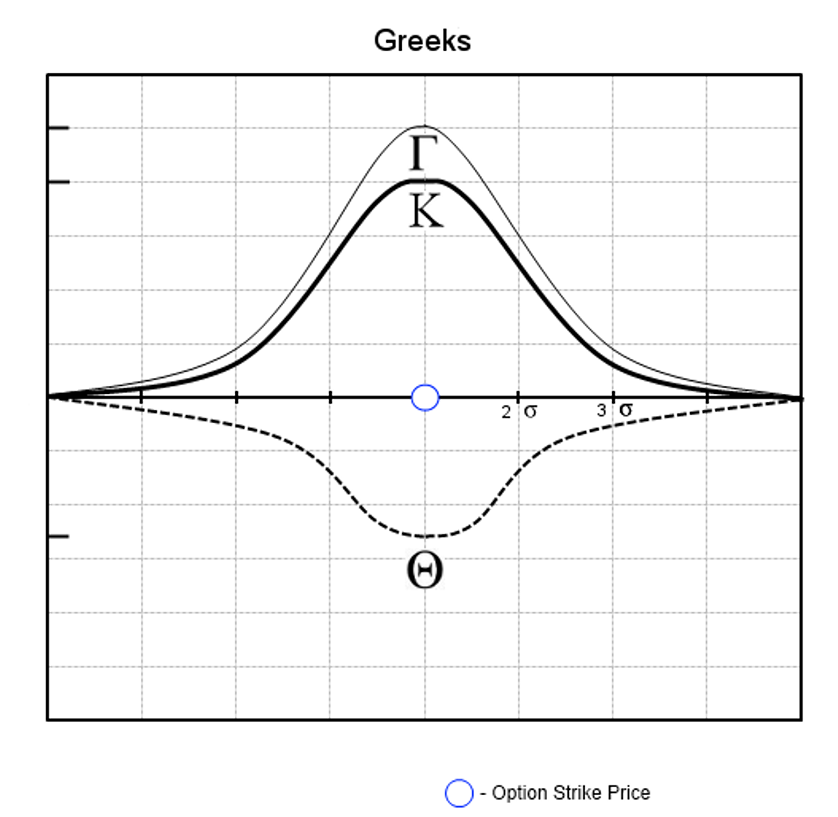 Greeks
Γ
K
2 σ 3 σ
Θ
- Option Strike Price